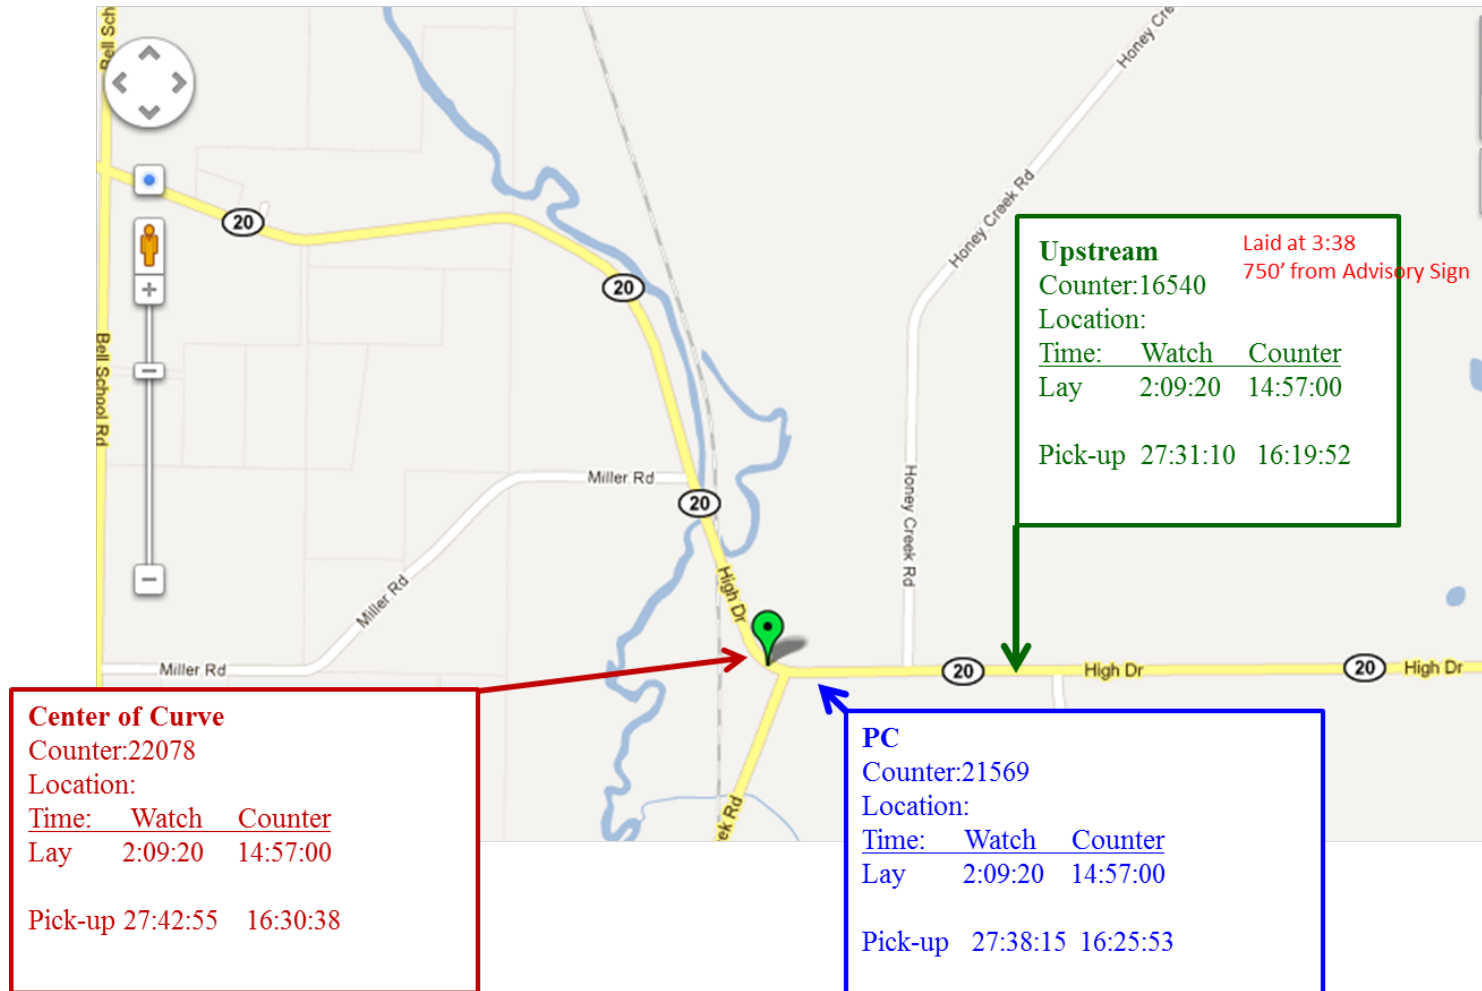 Bell Sch
Honey Cre
20
20
Honey Creek Rd
Bell School Rd
Upstream
Counter:16540
Location:
Time: Watch Counter
Lay 2:09:20 14:57:00
Pick-up 27:31:10 16:19:52
Laid at 3:38
750’ from Advisory Sign
Miller Rd
20
Honey Creek Rd
High Dr
Miller Rd
Miller Rd
20
High Dr
20
High Dr
ek Rd
Center of Curve
Counter:22078
Location:
Time: Watch Counter
Lay 2:09:20 14:57:00
Pick-up 27:42:55 16:30:38
PC
Counter:21569
Location:
Time: Watch Counter
Lay 2:09:20 14:57:00
Pick-up 27:38:15 16:25:53